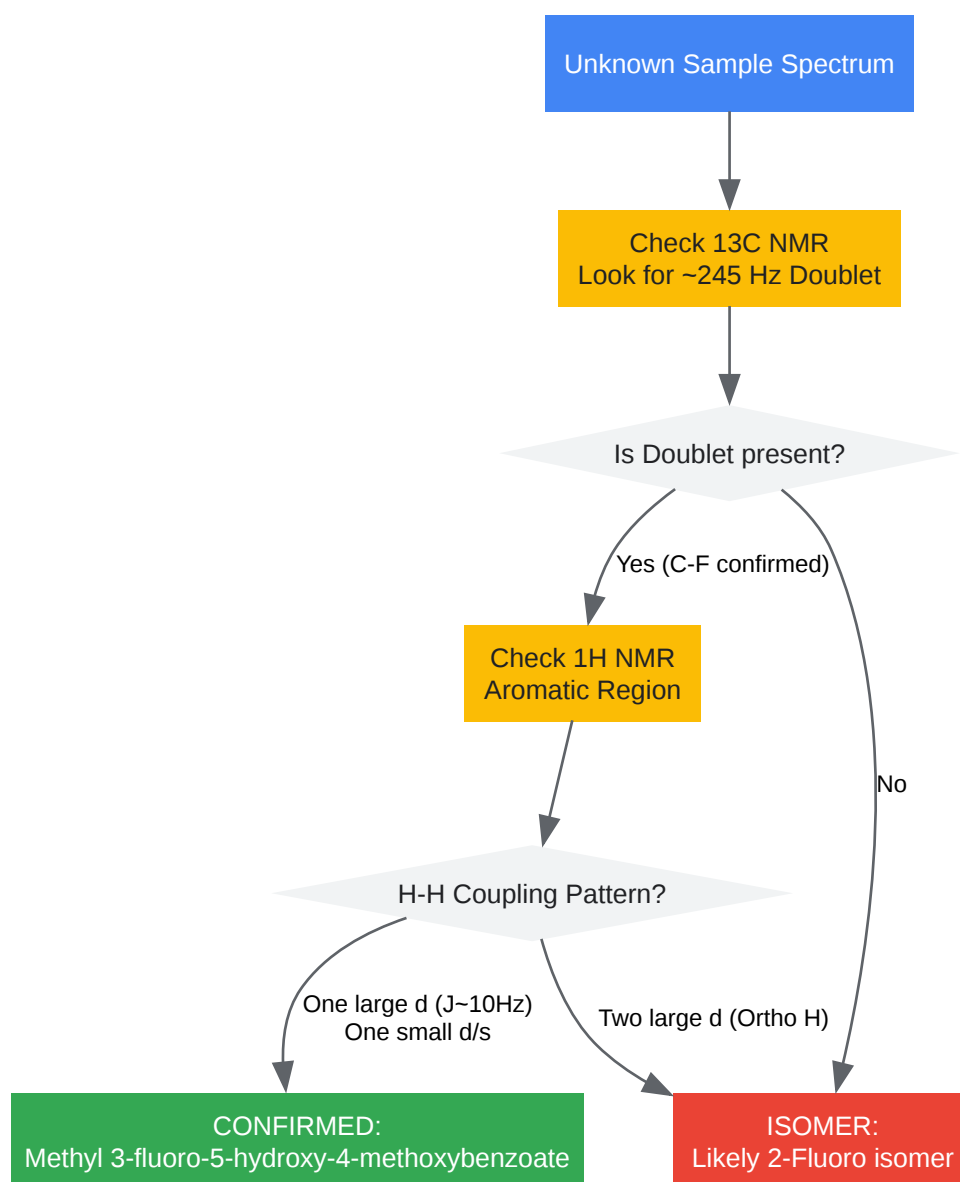 Unknown Sample Spectrum
Check 13C NMR
Look for ~245 Hz Doublet
Is Doublet present?
Yes (C-F confirmed)
Check 1H NMR
Aromatic Region
No
H-H Coupling Pattern?
One large d (J~10Hz)
One small d/s
Two large d (Ortho H)
CONFIRMED:
Methyl 3-fluoro-5-hydroxy-4-methoxybenzoate
ISOMER:
Likely 2-Fluoro isomer